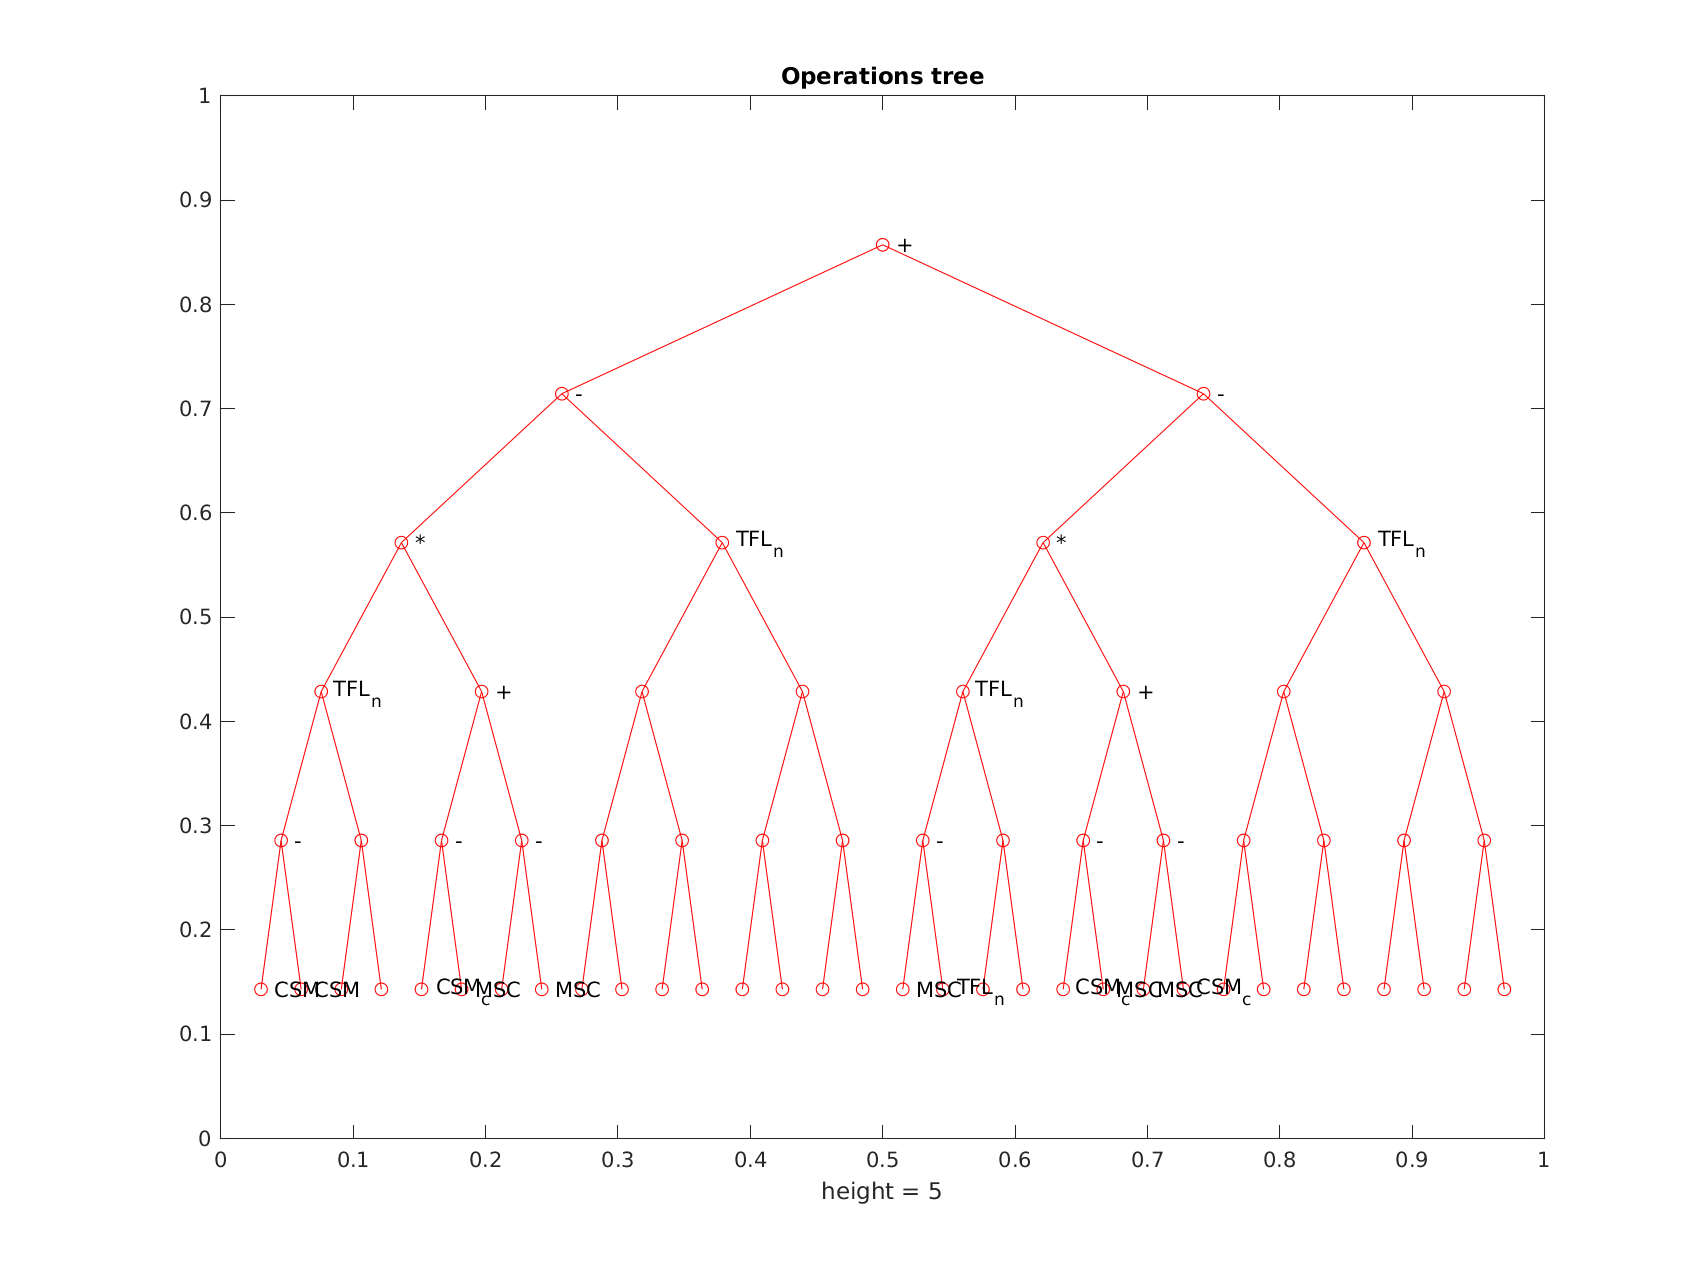 Operations tree
1
0.9
+
0.8
- -
0.7
0.6
* TFLn * TFLn
0.5
TFLn + TFLn +
0.4
0.3
- - - - - -
0.2
CSM CSM CSMc MSC MSC MSC TFLn CSMc MSC MSC CSMc
0.1
0
0 0.1 0.2 0.3 0.4 0.5 0.6 0.7 0.8 0.9 1
height = 5